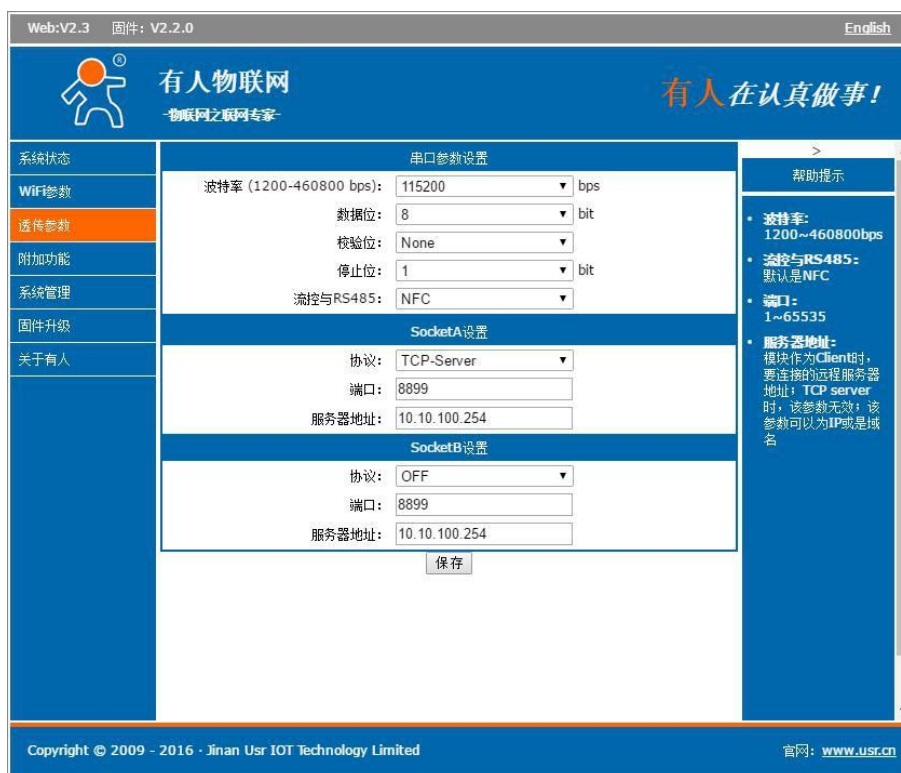 Web:V2.3 固件: V2.2.0 English
®
有人物联网
-物联网之联网专家-
有人在认真做事!
系统状态
WiFi参数
透传参数
附加功能
系统管理
固件升级
关于有人
串口参数设置
波特率 (1200-460800 bps): 115200 bps
数据位: 8 bit
校验位: None
停止位: 1 bit
流控与RS485: NFC
SocketA设置
协议: TCP-Server
端口: 8899
服务器地址: 10.10.100.254
SocketB设置
协议: OFF
端口: 8899
服务器地址: 10.10.100.254
保存
>
帮助提示
• 波特率:
1200~460800bps
• 流控与RS485:
默认是NFC
• 端口:
1~65535
• 服务器地址:
模块作为Client时,
要连接的远程服务器
地址; TCP server
时, 该参数无效; 该
参数可以为IP或是域
名
Copyright © 2009 - 2016 · Jinan Usr IOT Technology Limited 官网: www.usr.cn